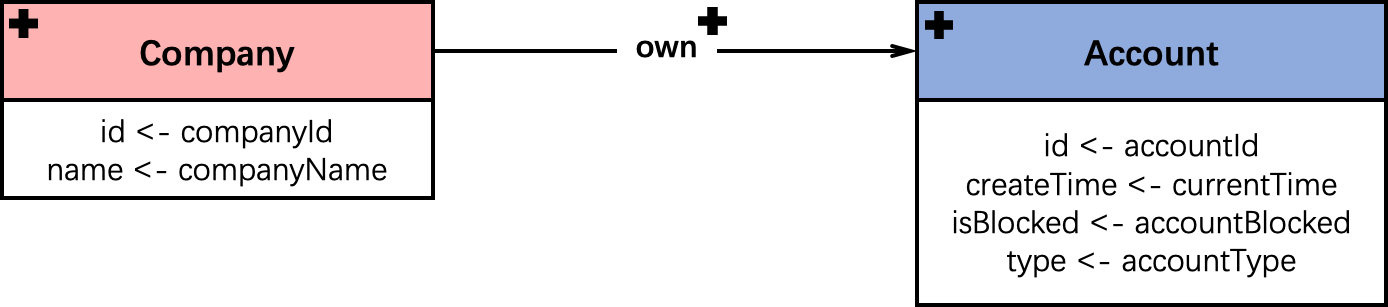 Company
id <- companyId
name <- companyName
own
Account
id <- accountId
createTime <- currentTime
isBlocked <- accountBlocked
type <- accountType